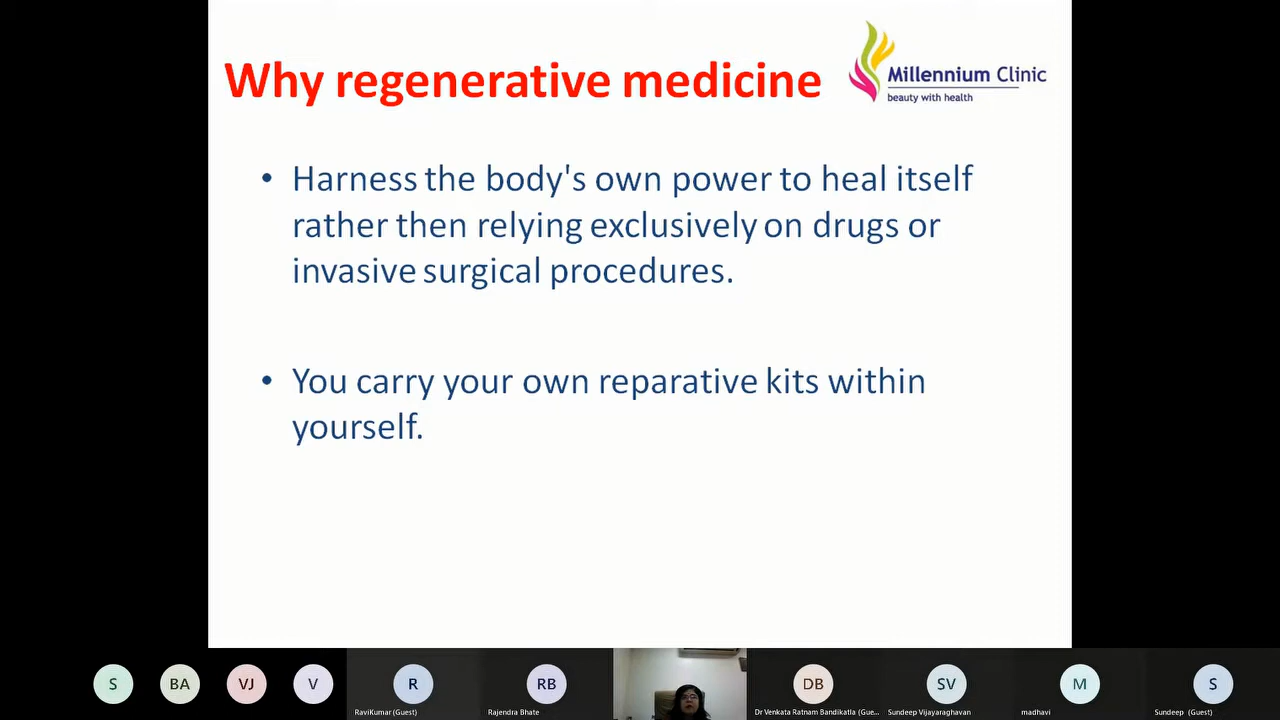 Why regenerative medicine
Millennium Clinic
beauty with health
• Harness the body's own power to heal itself
rather then relying exclusively on drugs or
invasive surgical procedures.
• You carry your own reparative kits within
yourself.
S
BA
VJ
V
R
RB
DB
SV
M
S
RaviKumar (Guest)
Rajendra Bhate
Dr Venkata Ratnam Bandikatla (Gue...
Sundeep Vijayaraghavan
madhavi
Sundeep (Guest)